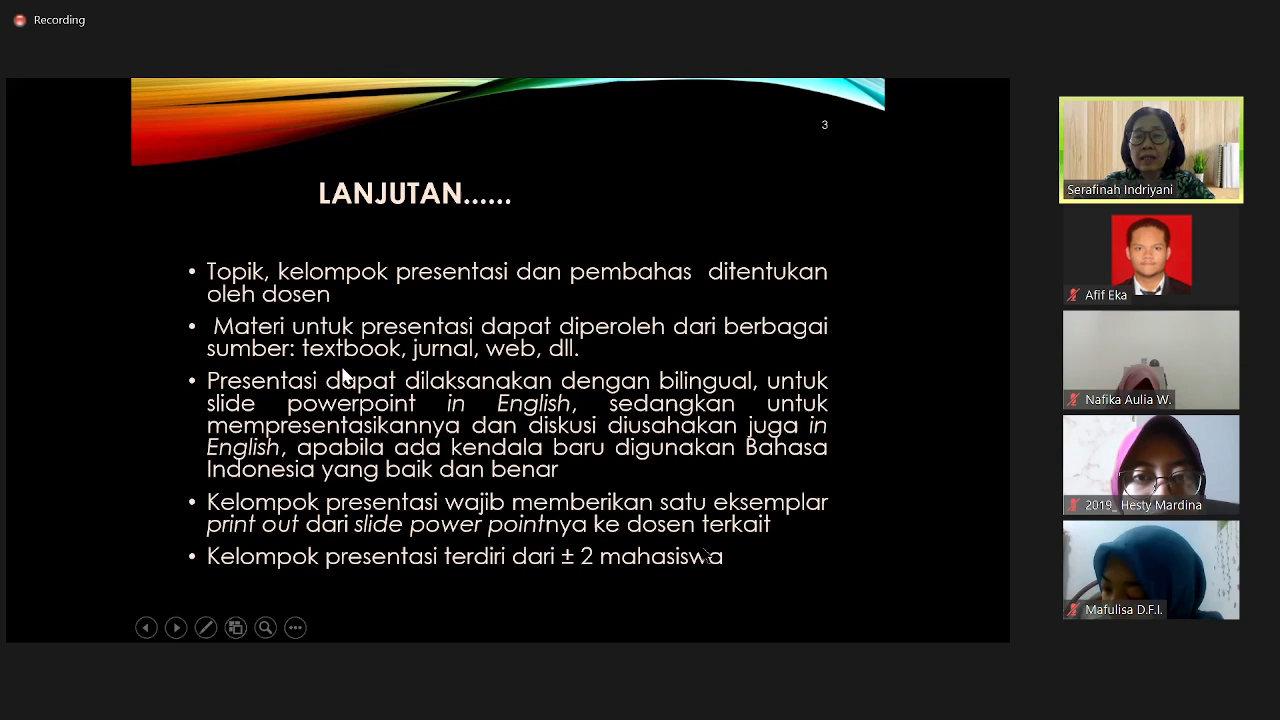 Recording
3
LANJUTAN......
• Topik, kelompok presentasi dan pembahas ditentukan
oleh dosen
• Materi untuk presentasi dapat diperoleh dari berbagai
sumber: textbook, jurnal, web, dll.
• Presentasi dapat dilaksanakan dengan bilingual, untuk
slide powerpoint in English, sedangkan untuk
mempresentasikannya dan diskusi diusahakan juga in
English, apabila ada kendala baru digunakan Bahasa
Indonesia yang baik dan benar
• Kelompok presentasi wajib memberikan satu eksemplar
print out dari slide power pointnya ke dosen terkait
• Kelompok presentasi terdiri dari ± 2 mahasiswa
Serafinah Indriyani
Afif Eka
Nafika Aulia W.
2019_ Hesty Mardina
Mafulisa D.F.I.